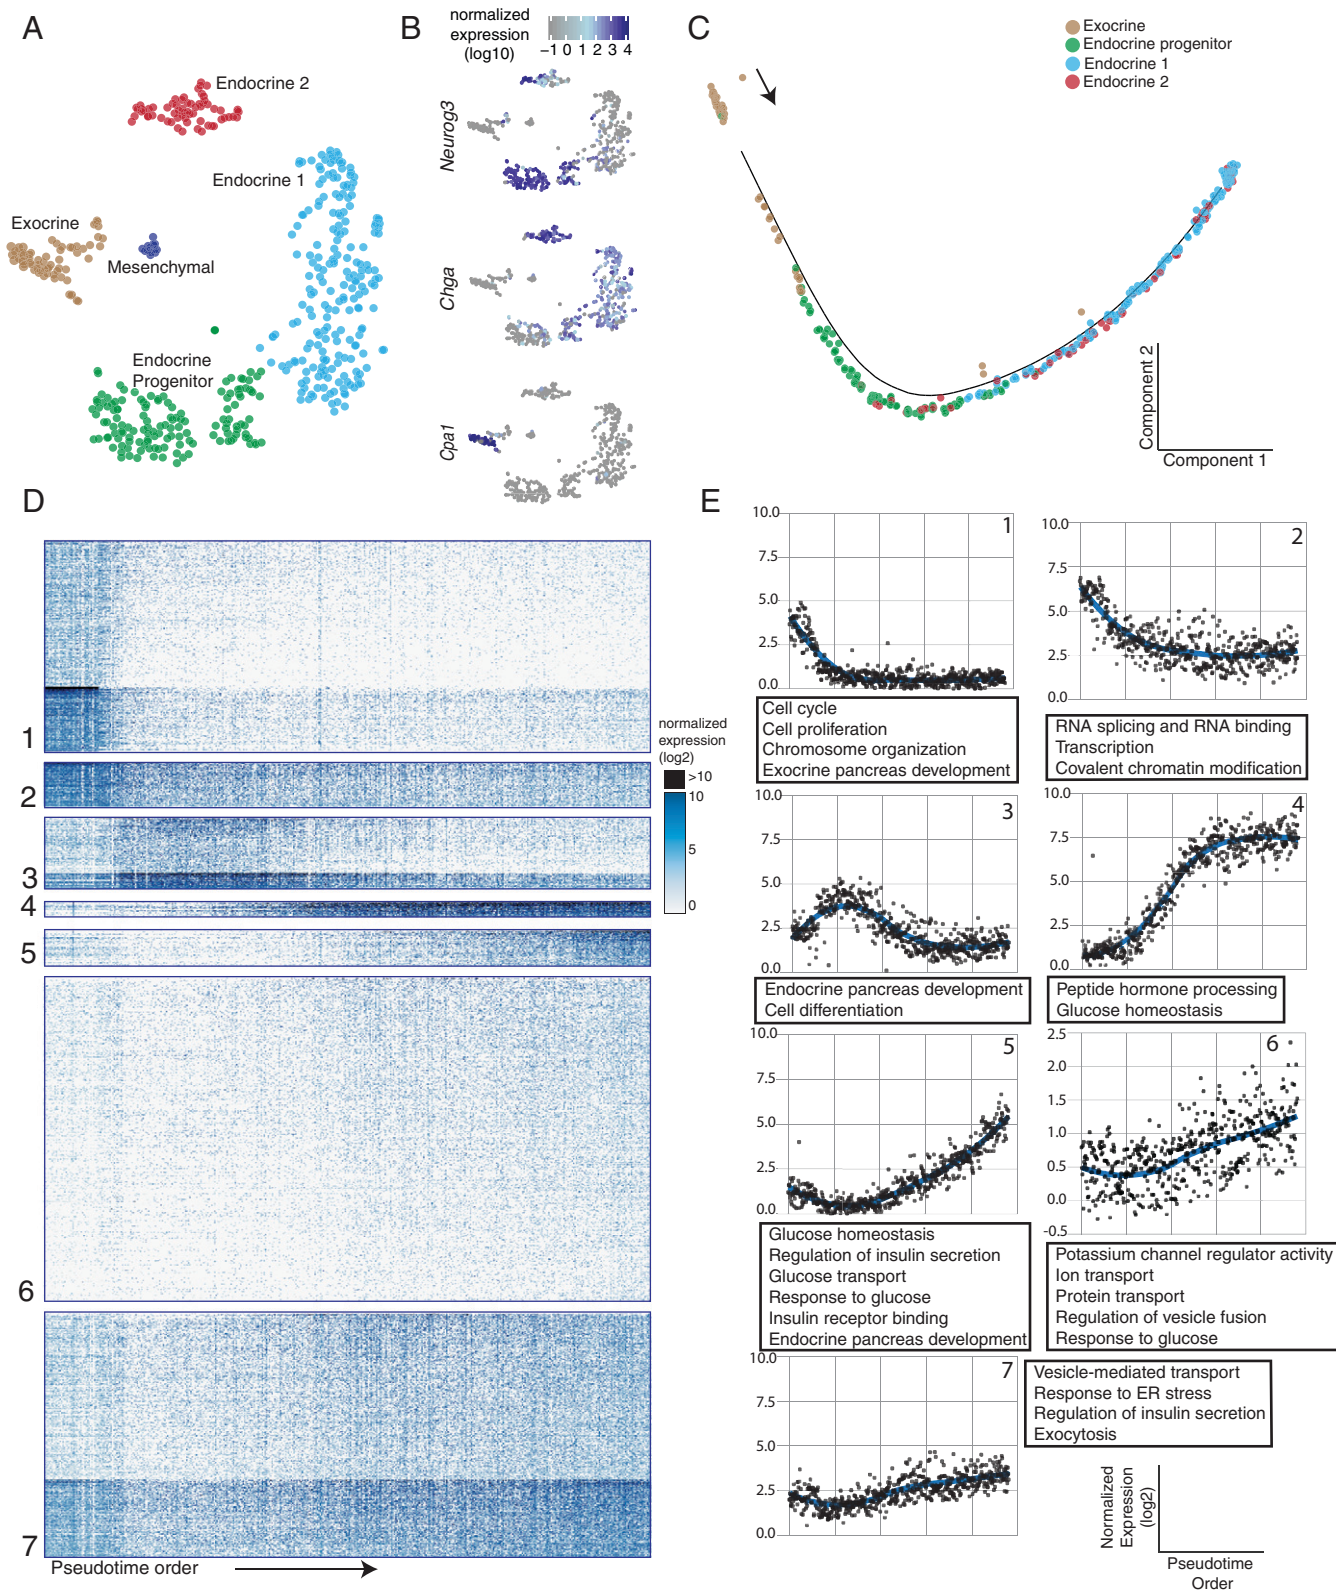 A
Endocrine 2
Endocrine 1
Exocrine
Mesenchymal
Endocrine
Progenitor
B
normalized
expression
(log10)
−1 0 1 2 3 4
Neurog3
Chga
Cpa1
C
Exocrine
Endocrine progenitor
Endocrine 1
Endocrine 2
Component 2
Component 1
D
1
2
3
4
5
6
7
Pseudotime order
normalized
expression
(log2)
>10
10
5
0
E
10.0
7.5
5.0
2.5
0.0
1
Cell cycle
Cell proliferation
Chromosome organization
Exocrine pancreas development
10.0
7.5
5.0
2.5
0.0
2
RNA splicing and RNA binding
Transcription
Covalent chromatin modification
10.0
7.5
5.0
2.5
0.0
3
Endocrine pancreas development
Cell differentiation
10.0
7.5
5.0
2.5
0.0
4
Peptide hormone processing
Glucose homeostasis
10.0
7.5
5.0
2.5
0.0
5
Glucose homeostasis
Regulation of insulin secretion
Glucose transport
Response to glucose
Insulin receptor binding
Endocrine pancreas development
2.5
2.0
1.5
1.0
0.5
0.0
-0.5
6
Potassium channel regulator activity
Ion transport
Protein transport
Regulation of vesicle fusion
Response to glucose
10.0
7.5
5.0
2.5
0.0
7
Vesicle-mediated transport
Response to ER stress
Regulation of insulin secretion
Exocytosis
Normalized
Expression
(log2)
Pseudotime
Order